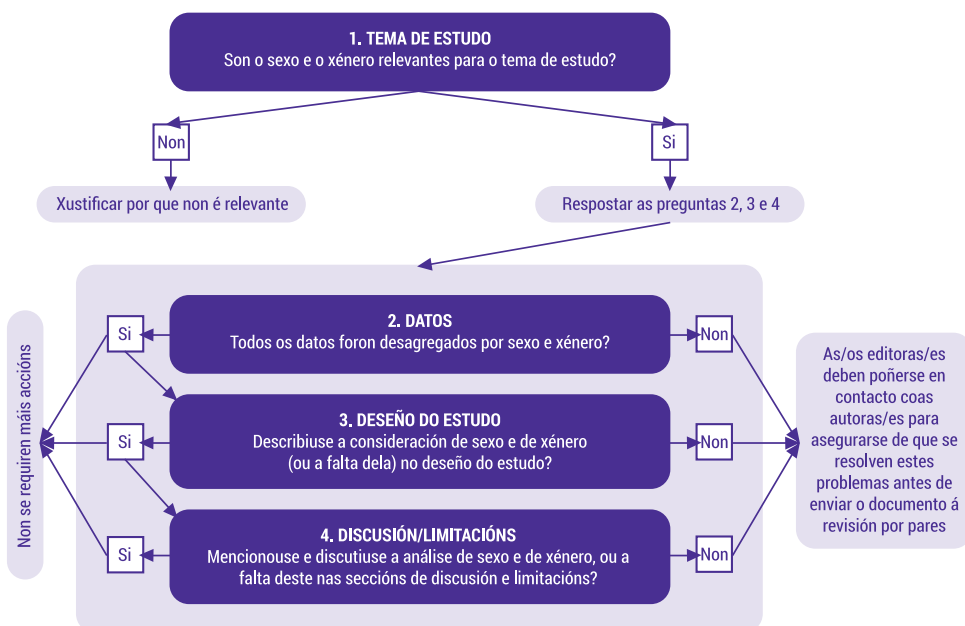 1. TEMA DE ESTUDO
Son o sexo e o xénero relevantes para o tema de estudo?
Non
Si
Xustificar por que non é relevante
Respostar as preguntas 2, 3 e 4
Non se requiren máis accións
2. DATOS
Todos os datos foron desagregados por sexo e xénero?
Si
Non
3. DESEÑO DO ESTUDO
Describiuse a consideración de sexo e de xénero
(ou a falta dela) no deseño do estudo?
Si
Non
4. DISCUSIÓN/LIMITACIÓNS
Mencionouse e discutiuse a análise de sexo e de xénero, ou a
falta deste nas seccións de discusión e limitacións?
Si
Non
As/os editoras/es
deben poñerse en
contacto coas
autoras/es para
asegurarse de que se
resolven estes
problemas antes de
enviar o documento á
revisión por pares